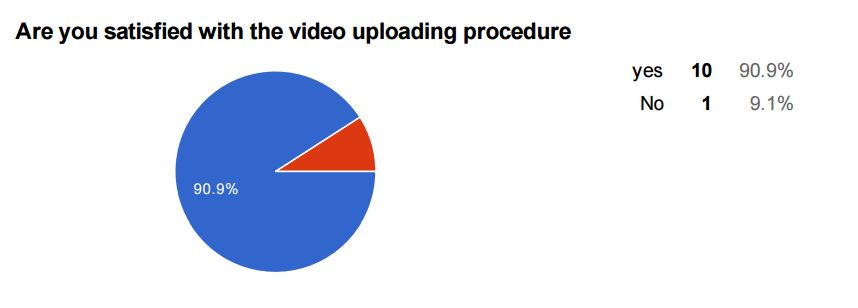 Are you satisfied with the video uploading procedure
yes 10 90.9%
No 1 9.1%
90.9%